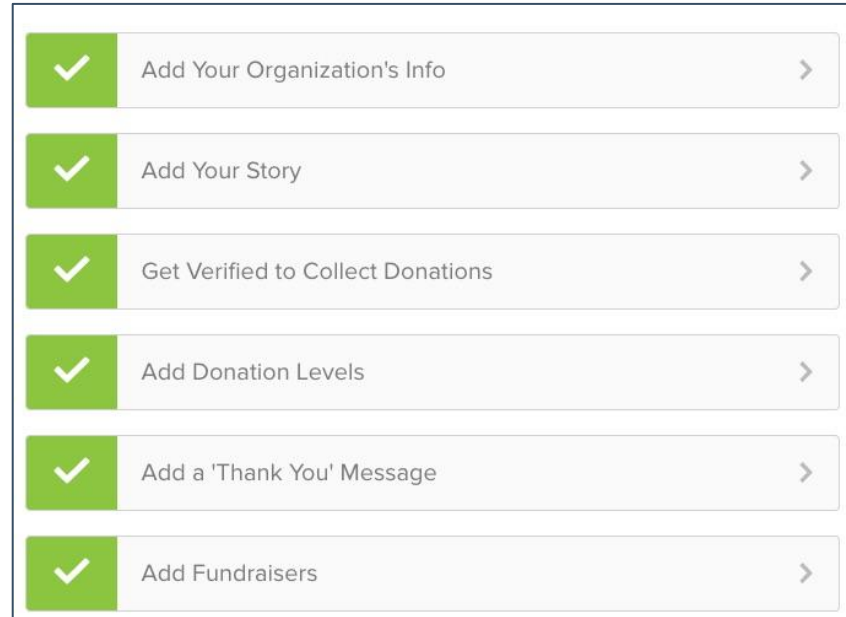 Add Your Organization's Info
Add Your Story
Get Verified to Collect Donations
Add Donation Levels
Add a 'Thank You' Message
Add Fundraisers